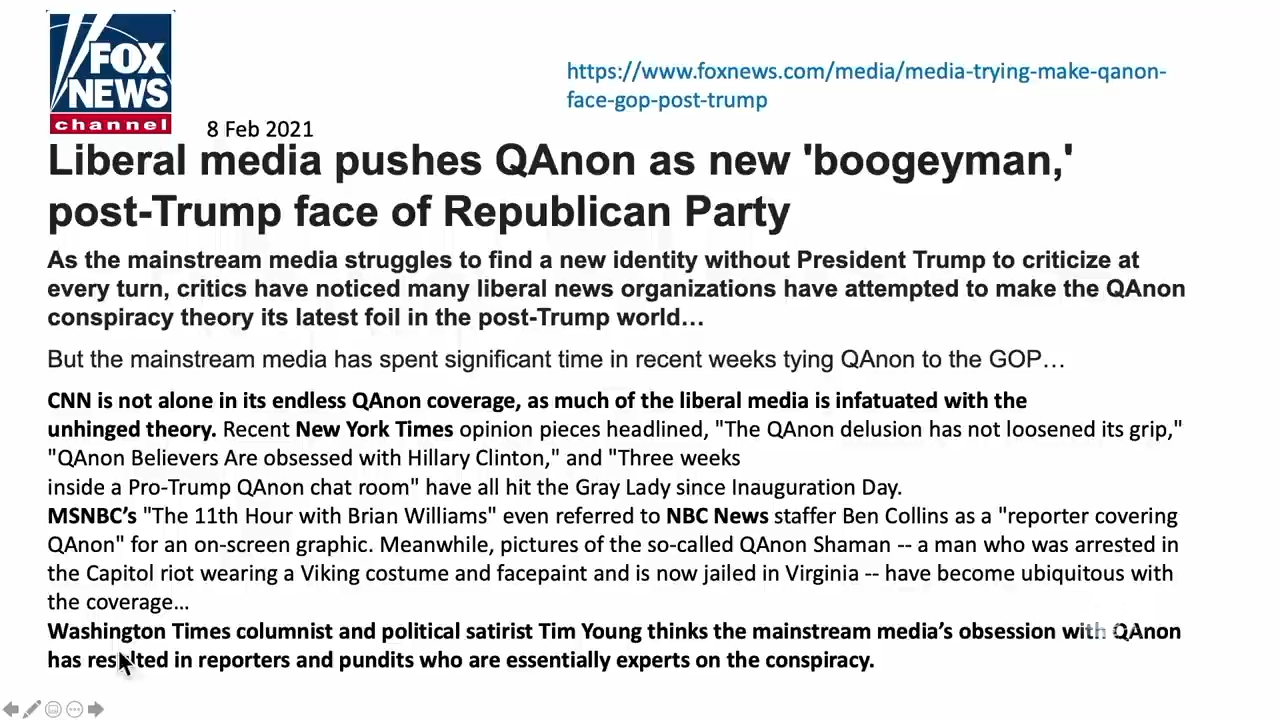 FOX
NEWS
channel
https://www.foxnews.com/media/media-trying-make-qanon-
face-gop-post-trump
8 Feb 2021
Liberal media pushes QAnon as new 'boogeyman,'
post-Trump face of Republican Party
As the mainstream media struggles to find a new identity without President Trump to criticize at
every turn, critics have noticed many liberal news organizations have attempted to make the QAnon
conspiracy theory its latest foil in the post-Trump world…
But the mainstream media has spent significant time in recent weeks tying QAnon to the GOP…
CNN is not alone in its endless QAnon coverage, as much of the liberal media is infatuated with the
unhinged theory. Recent New York Times opinion pieces headlined, "The QAnon delusion has not loosened its grip,"
"QAnon Believers Are obsessed with Hillary Clinton," and "Three weeks
inside a Pro-Trump QAnon chat room" have all hit the Gray Lady since Inauguration Day.
MSNBC’s "The 11th Hour with Brian Williams" even referred to NBC News staffer Ben Collins as a "reporter covering
QAnon" for an on-screen graphic. Meanwhile, pictures of the so-called QAnon Shaman -- a man who was arrested in
the Capitol riot wearing a Viking costume and facepaint and is now jailed in Virginia -- have become ubiquitous with
the coverage…
Washington Times columnist and political satirist Tim Young thinks the mainstream media’s obsession with QAnon
has resulted in reporters and pundits who are essentially experts on the conspiracy.